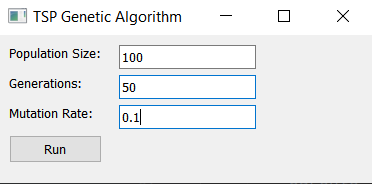 TSP Genetic Algorithm
Population Size: 100
Generations: 50
Mutation Rate: 0.1
Run